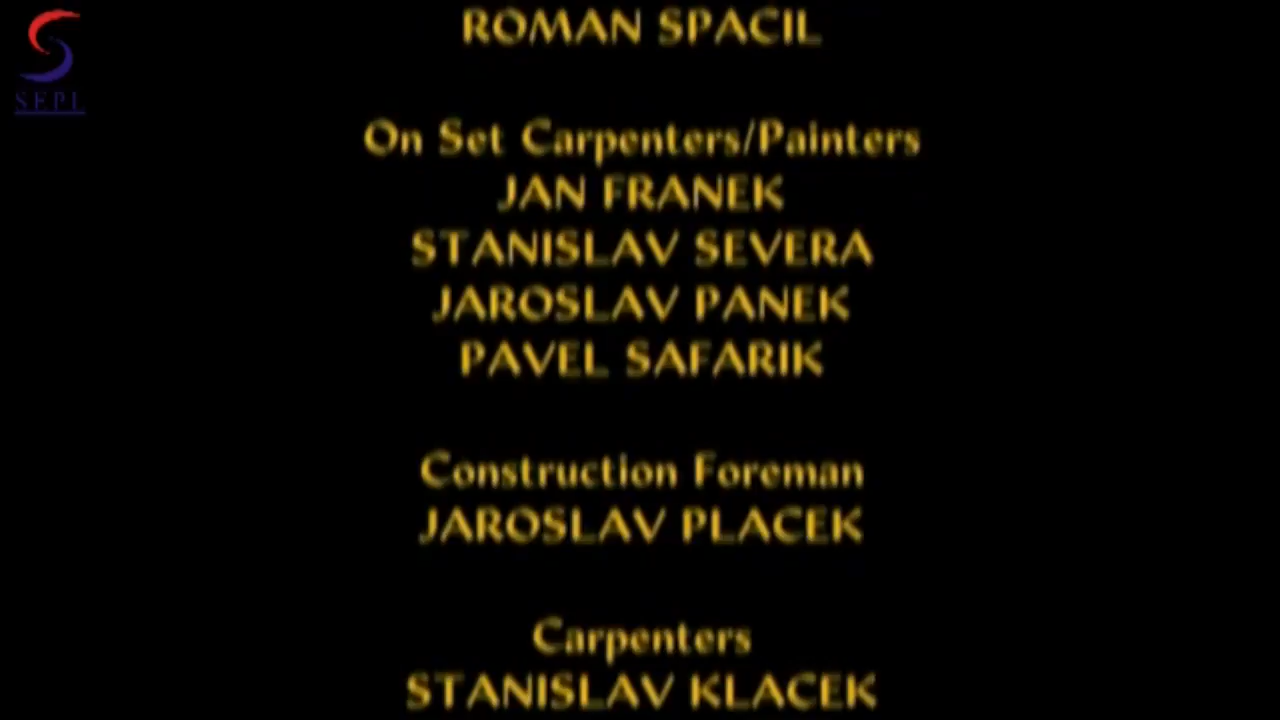 SEPL
ROMAN SPACIL
On Set Carpenters/Painters
JAN FRANEK
STANISLAV SEVERA
JAROSLAV PANEK
PAVEL SAFARIK
Construction Foreman
JAROSLAV PLACEK
Carpenters
STANISLAV KLACEK